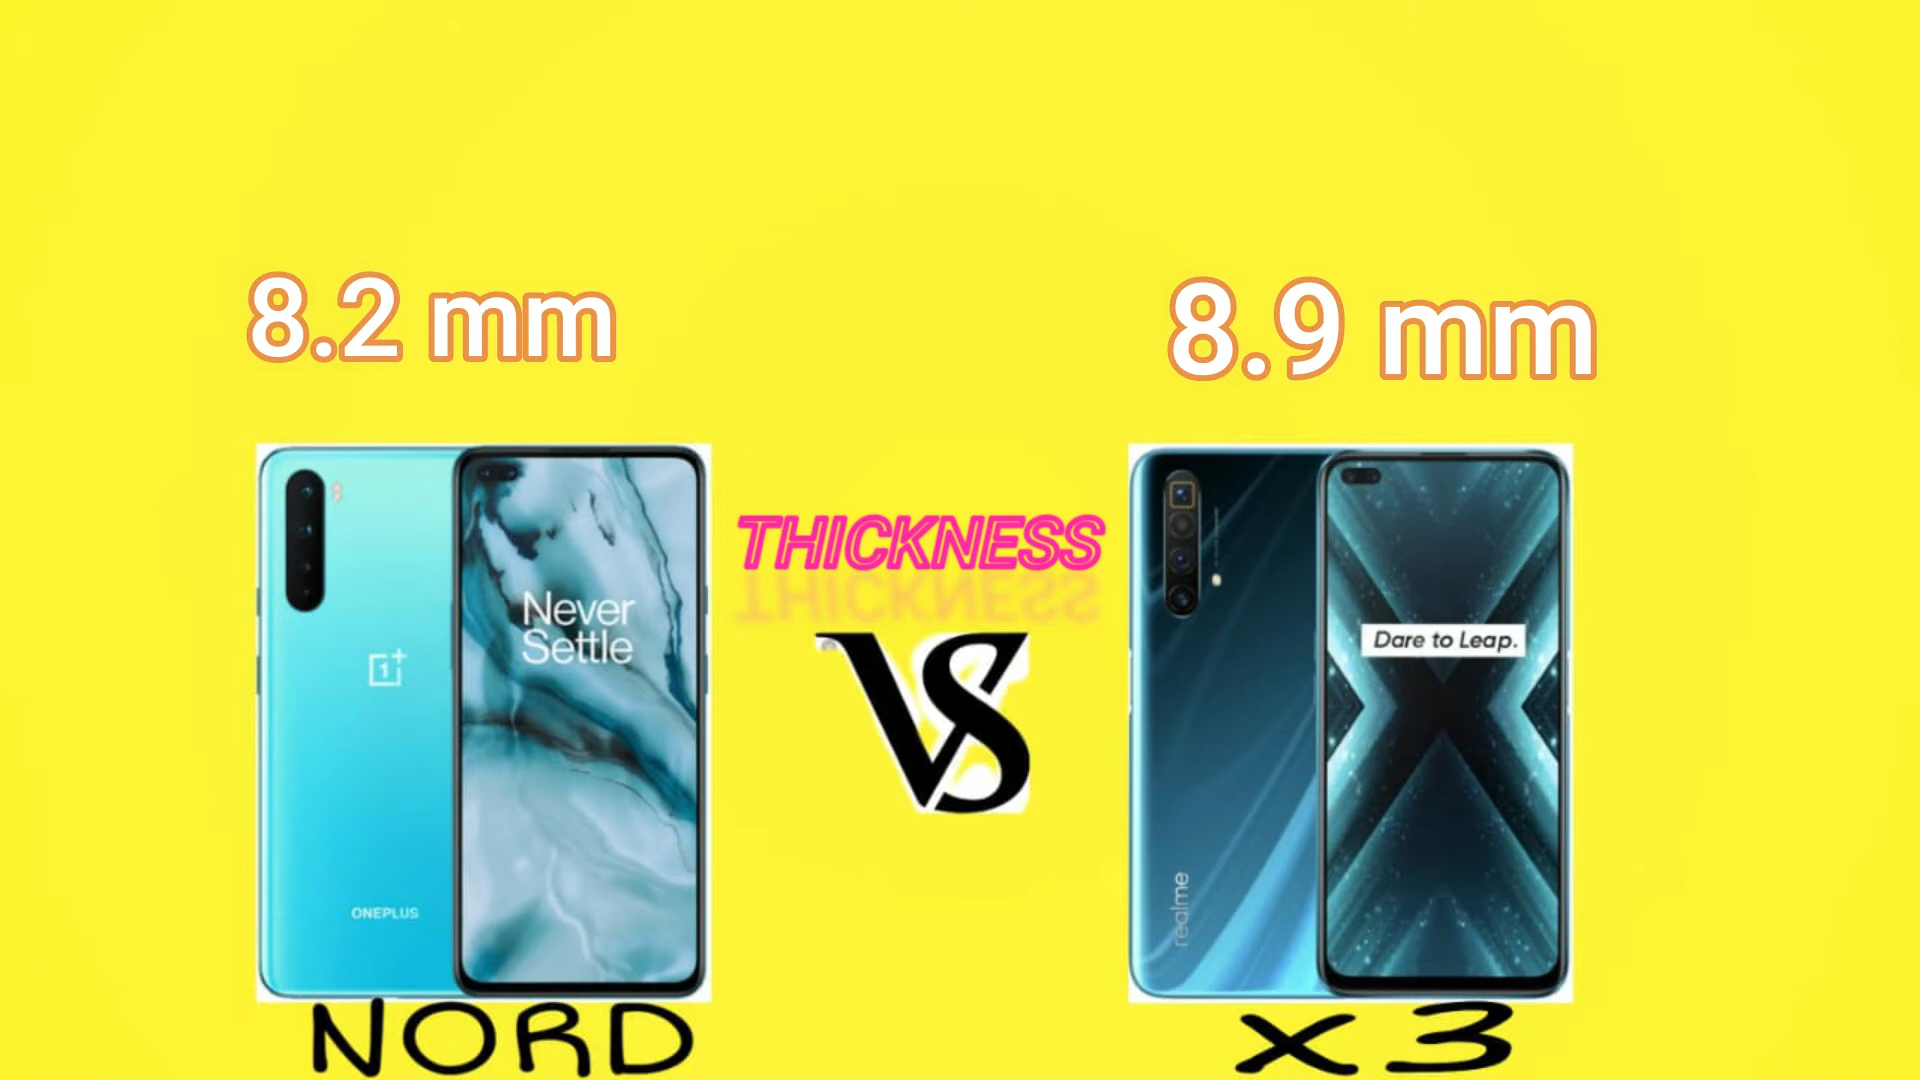 8.2 mm
8.9 mm
THICKNESS
VS
Never
Settle
ONEPLUS
Dare to Leap.
realme
NORD
X3